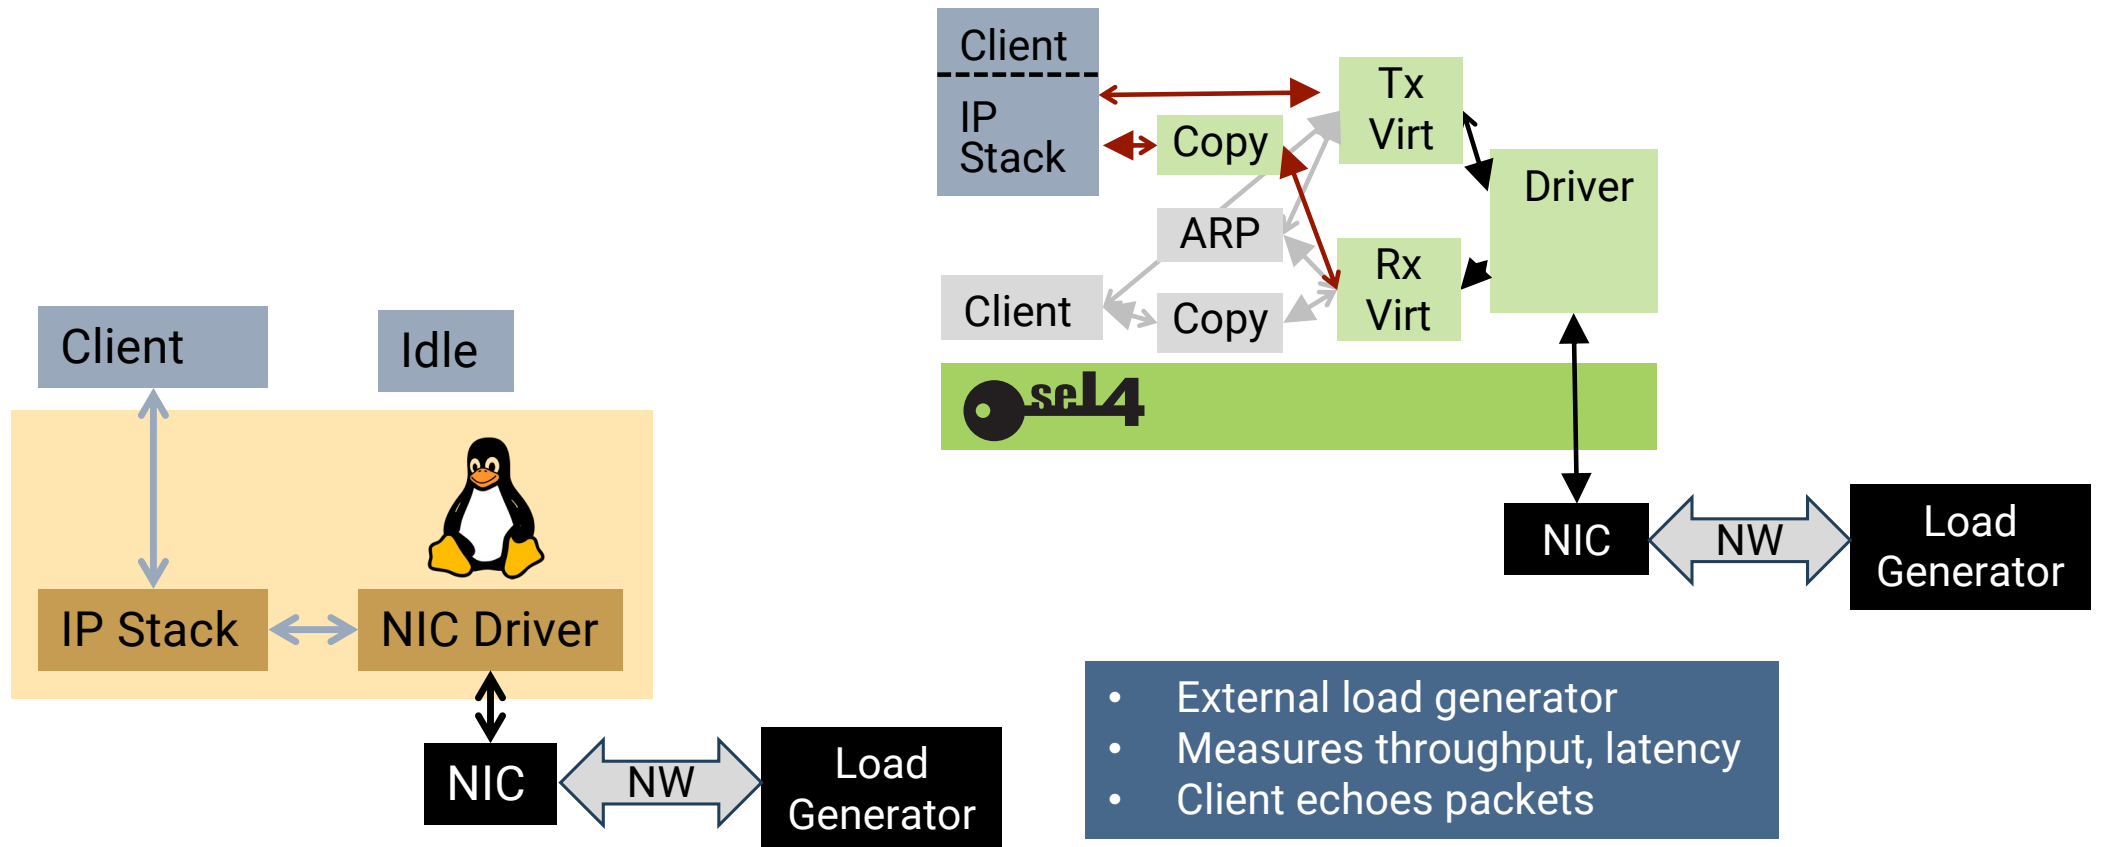 Client
Idle
IP Stack
NIC Driver
NIC
NW
Load
Generator
Client
IP
Stack
Copy
ARP
Client
Copy
Tx
Virt
Rx
Virt
Driver
seL4
NIC
NW
Load
Generator
• External load generator
• Measures throughput, latency
• Client echoes packets